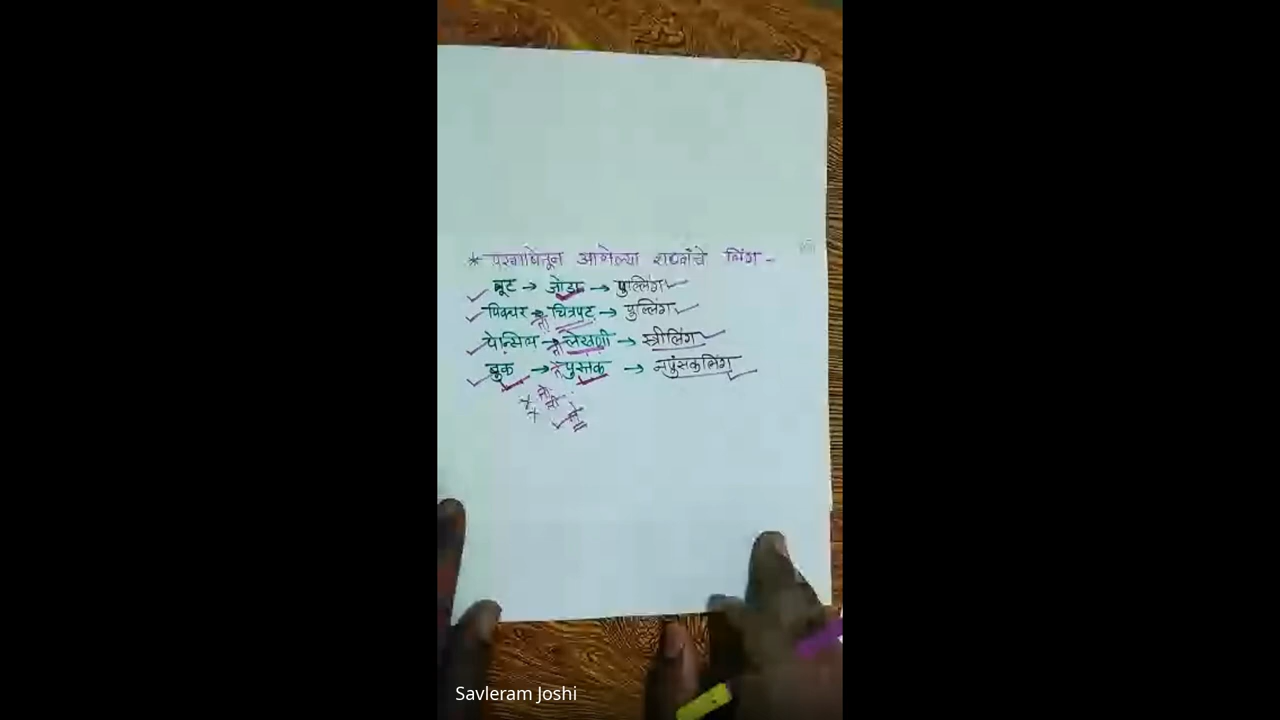 * परभाषेतून आलेल्या शब्दांचे लिंग -
बूट → जोडा → पुल्लिंग
पिक्चर → तो चित्रपट → पुल्लिंग
पेन्सिल → ती लेखणी → स्त्रीलिंग
बुक → ते पुस्तक → नपुंसकलिंग
तो
ती
ते
Savleram Joshi